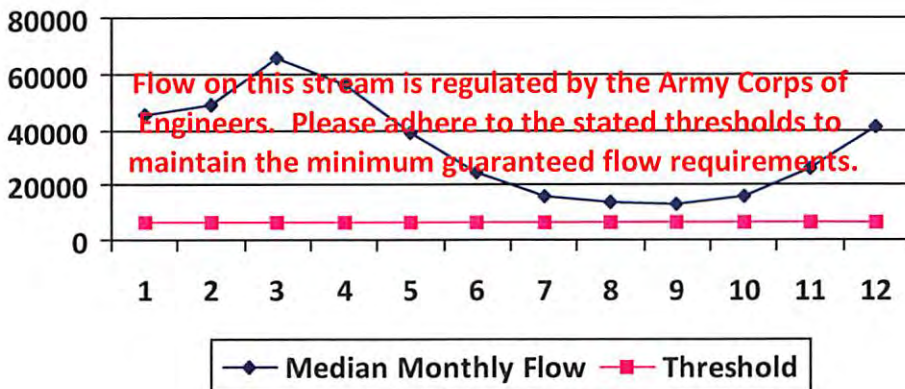 80000
60000
40000
20000
0
Flow on this stream is regulated by the Army Corps of
Engineers. Please adhere to the stated thresholds to
maintain the minimum guaranteed flow requirements.
1 2 3 4 5 6 7 8 9 10 11 12
Median Monthly Flow Threshold